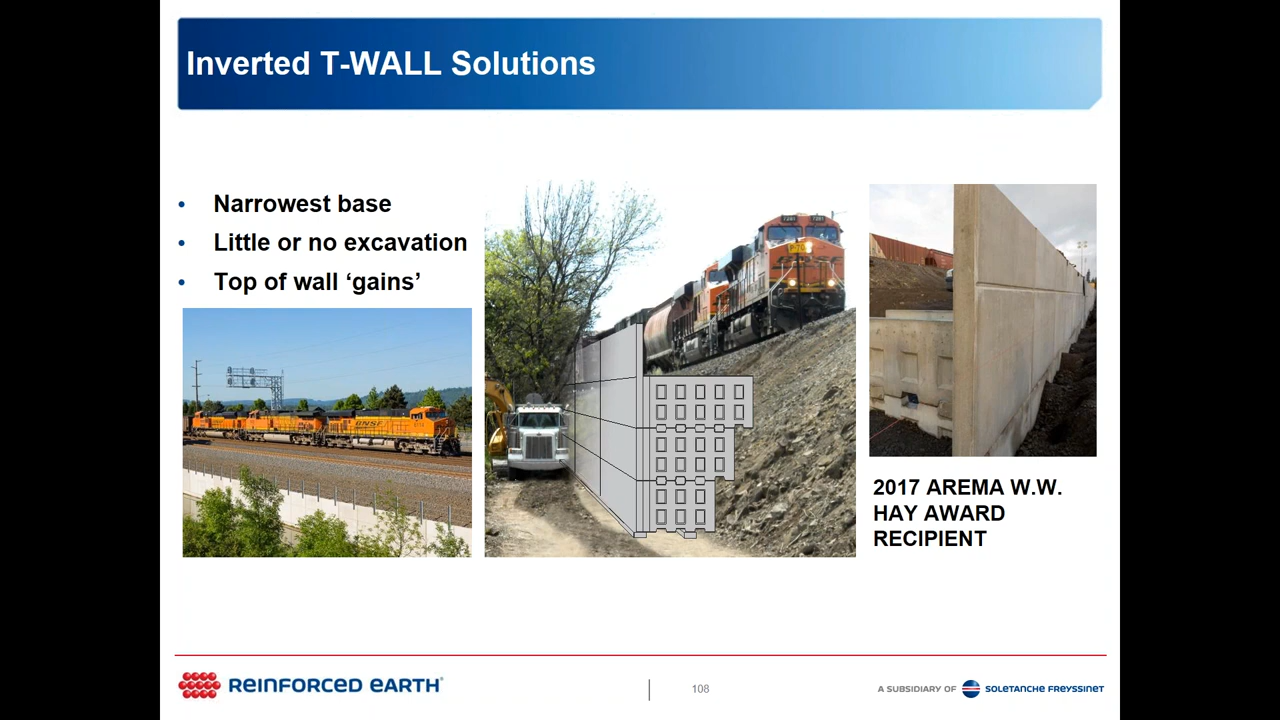 Inverted T-WALL Solutions
• Narrowest base
• Little or no excavation
• Top of wall ‘gains’
BNSF
2017 AREMA W.W.
HAY AWARD
RECIPIENT
REINFORCED EARTH®
108
A SUBSIDIARY OF SOLETANCHE FREYSSINET